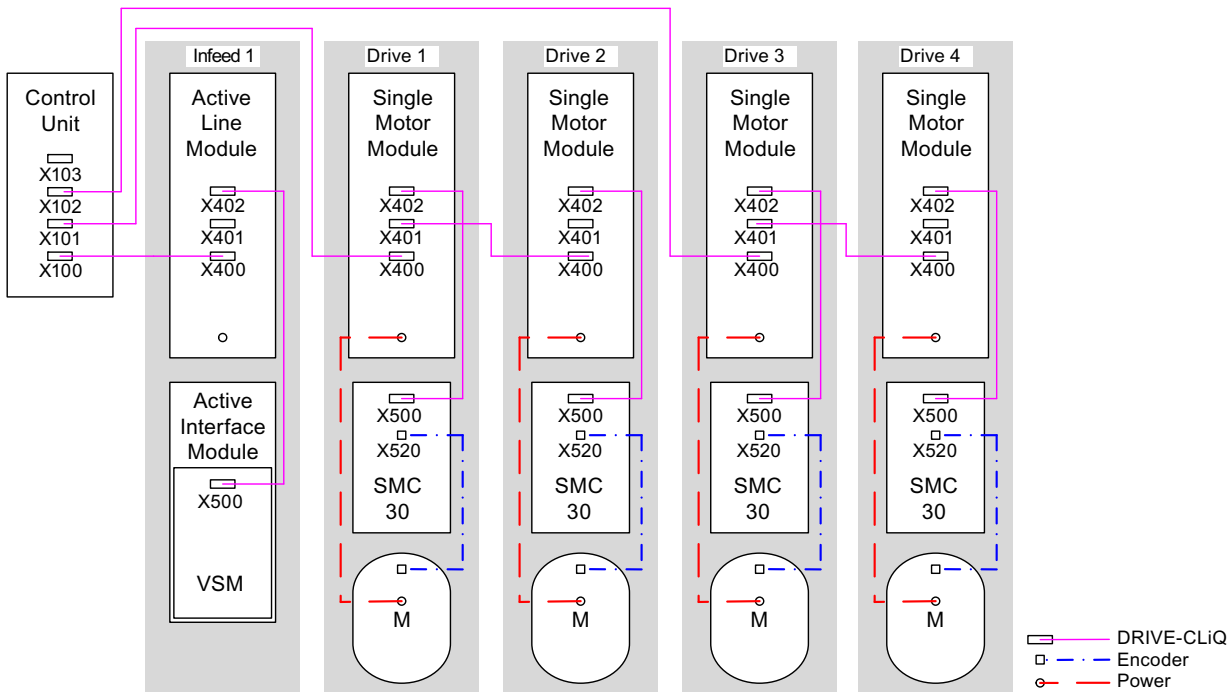 Control
Unit
X103
X102
X101
X100
Infeed 1
Active
Line
Module
X402
X401
X400
Active
Interface
Module
X500
VSM
Drive 1
Single
Motor
Module
X402
X401
X400
X500
X520
SMC
30
M
Drive 2
Single
Motor
Module
X402
X401
X400
X500
X520
SMC
30
M
Drive 3
Single
Motor
Module
X402
X401
X400
X500
X520
SMC
30
M
Drive 4
Single
Motor
Module
X402
X401
X400
X500
X520
SMC
30
M
DRIVE-CLiQ
Encoder
Power